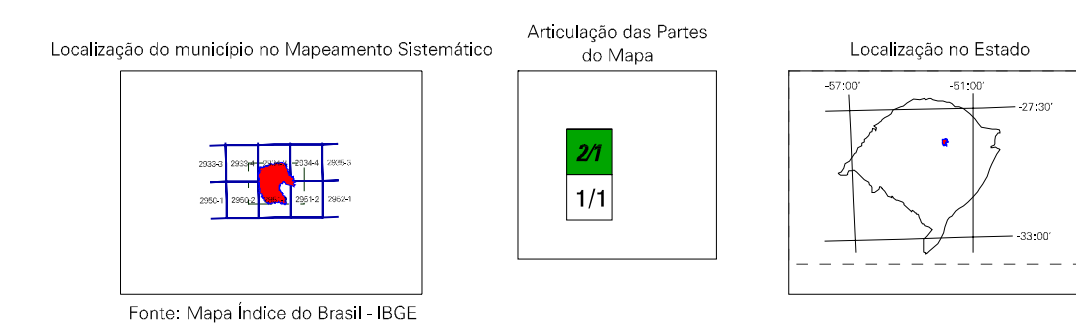 Localização do município no Mapeamento Sistemático
Articulação das Partes
do Mapa
Localização no Estado
2933-3 2933-4 2034-4 2935-3
2950-1 2950-2 2951-2 2952-1
2/1
1/1
-57:00'
-51:00'
-27:30'
-33:00'
Fonte: Mapa Índice do Brasil - IBGE